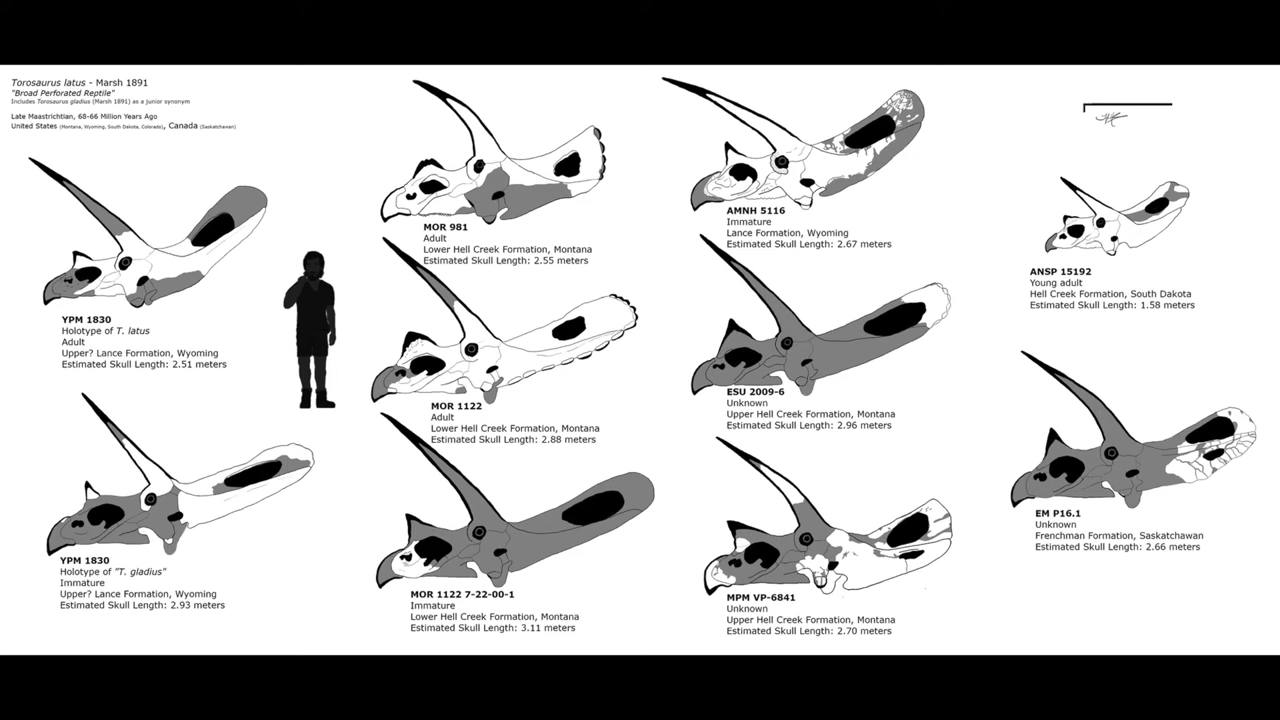 Torosaurus latus - Marsh 1891
"Broad Perforated Reptile"
Includes Torosaurus gladius (Marsh 1891) as a junior synonym
Late Maastrichtian, 68-66 Million Years Ago
United States (Montana, Wyoming, South Dakota, Colorado), Canada (Saskatchewan)
YPM 1830
Holotype of T. latus
Adult
Upper? Lance Formation, Wyoming
Estimated Skull Length: 2.51 meters
YPM 1830
Holotype of "T. gladius"
Immature
Upper? Lance Formation, Wyoming
Estimated Skull Length: 2.93 meters
MOR 981
Adult
Lower Hell Creek Formation, Montana
Estimated Skull Length: 2.55 meters
MOR 1122
Adult
Lower Hell Creek Formation, Montana
Estimated Skull Length: 2.88 meters
MOR 1122 7-22-00-1
Immature
Lower Hell Creek Formation, Montana
Estimated Skull Length: 3.11 meters
AMNH 5116
Immature
Lance Formation, Wyoming
Estimated Skull Length: 2.67 meters
ESU 2009-6
Unknown
Upper Hell Creek Formation, Montana
Estimated Skull Length: 2.96 meters
MPM VP-6841
Unknown
Upper Hell Creek Formation, Montana
Estimated Skull Length: 2.70 meters
ANSP 15192
Young adult
Hell Creek Formation, South Dakota
Estimated Skull Length: 1.58 meters
EM P16.1
Unknown
Frenchman Formation, Saskatchawan
Estimated Skull Length: 2.66 meters